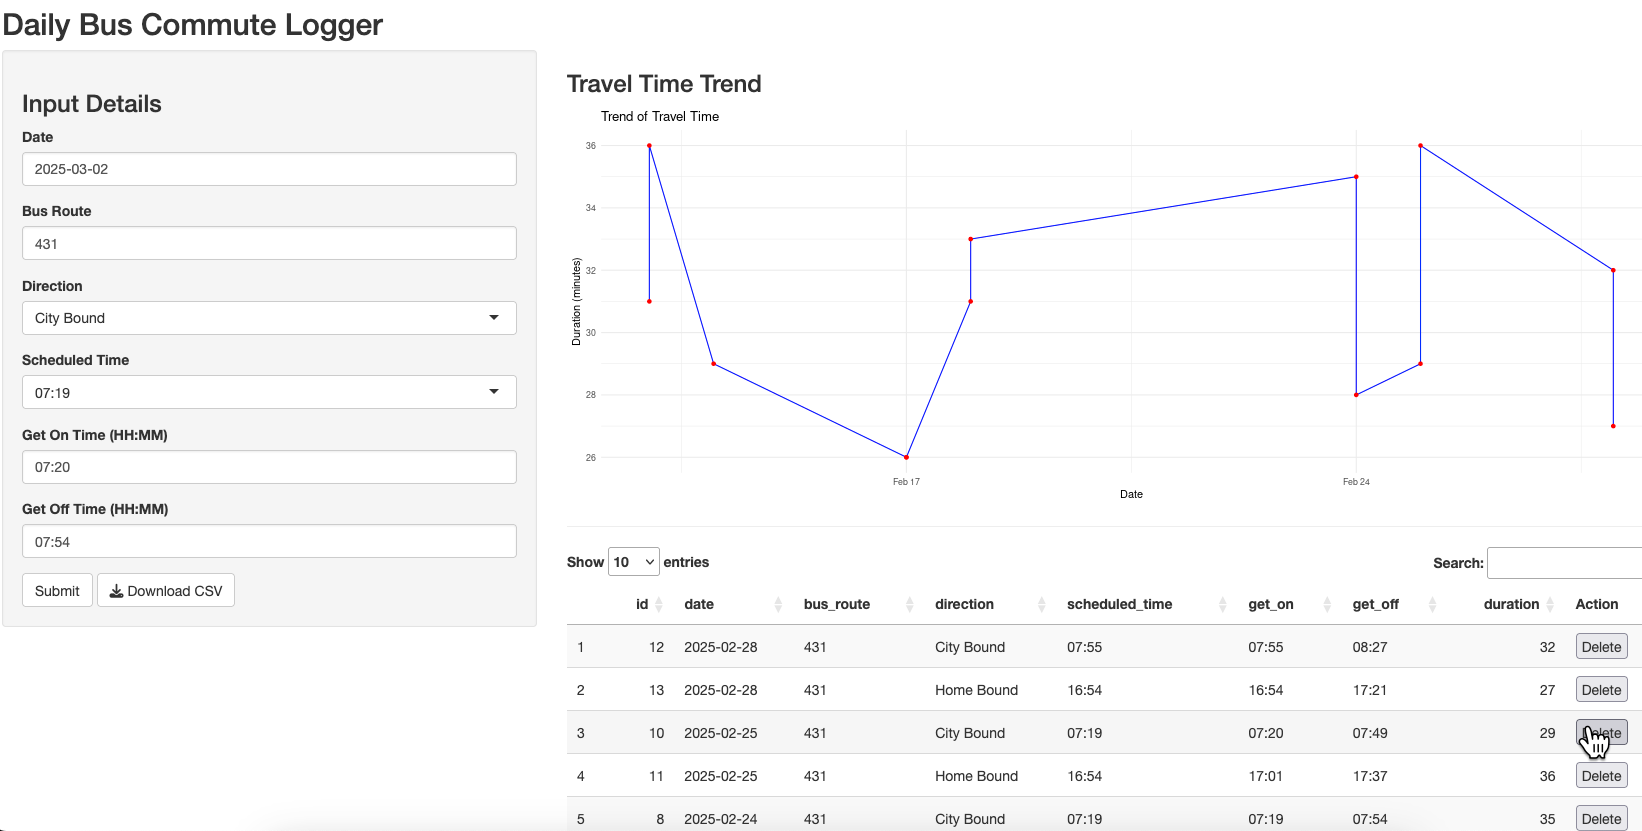 Daily Bus Commute Logger
Input Details
Date
2025-03-02
Bus Route
431
Direction
City Bound
Scheduled Time
07:19
Get On Time (HH:MM)
07:20
Get Off Time (HH:MM)
07:54
Submit Download CSV
Travel Time Trend
Trend of Travel Time
Duration (minutes)
36
34
32
30
28
26
Feb 17 Feb 24
Date
Show 10 entries Search:
id date bus_route direction scheduled_time get_on get_off duration Action
1 12 2025-02-28 431 City Bound 07:55 07:55 08:27 32 Delete
2 13 2025-02-28 431 Home Bound 16:54 16:54 17:21 27 Delete
3 10 2025-02-25 431 City Bound 07:19 07:20 07:49 29
4 11 2025-02-25 431 Home Bound 16:54 17:01 17:37 36 Delete
5 8 2025-02-24 431 City Bound 07:19 07:19 07:54 35 Delete